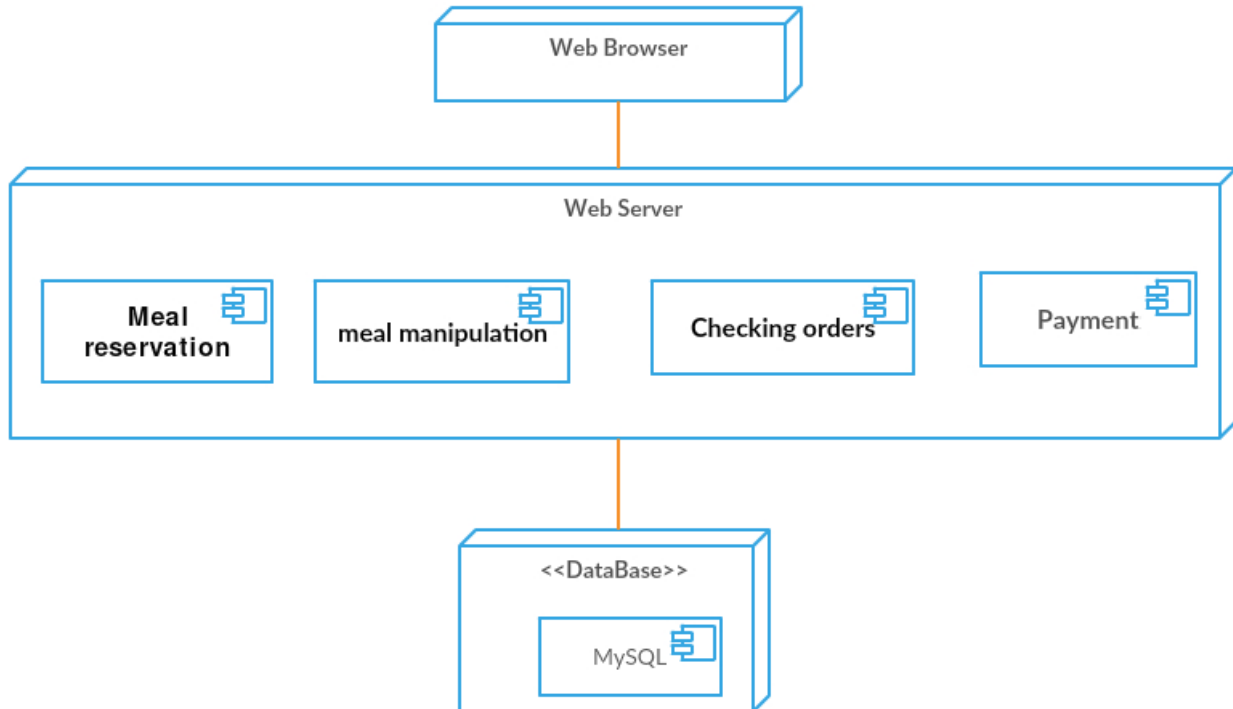 Web Browser
Web Server
Meal
reservation
meal manipulation
Checking orders
Payment
<<DataBase>>
MySQL